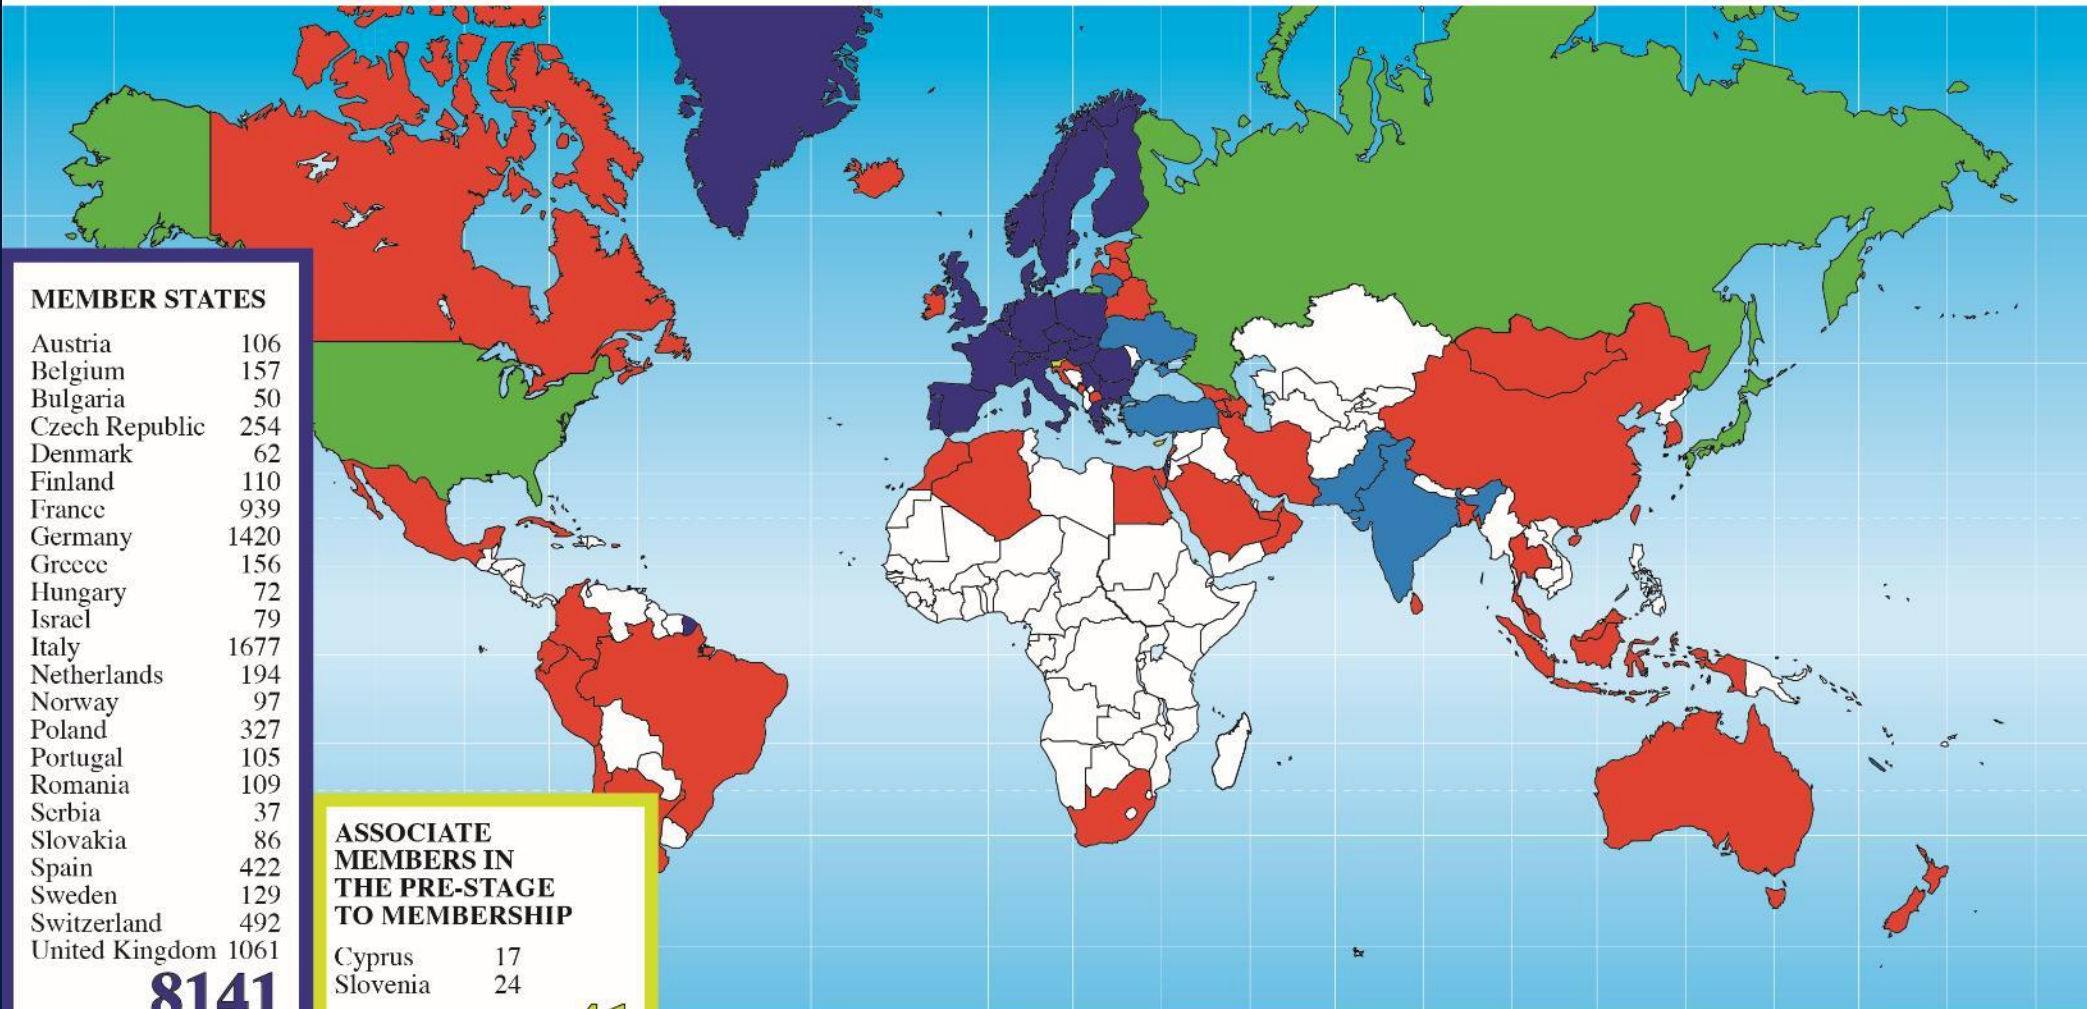 MEMBER STATES
Austria 106
Belgium 157
Bulgaria 50
Czech Republic 254
Denmark 62
Finland 110
France 939
Germany 1420
Greece 156
Hungary 72
Israel 79
Italy 1677
Netherlands 194
Norway 97
Poland 327
Portugal 105
Romania 109
Serbia 37
Slovakia 86
Spain 422
Sweden 129
Switzerland 492
United Kingdom 1061
8141
ASSOCIATE
MEMBERS IN
THE PRE-STAGE
TO MEMBERSHIP
Cyprus 17
Slovenia 24